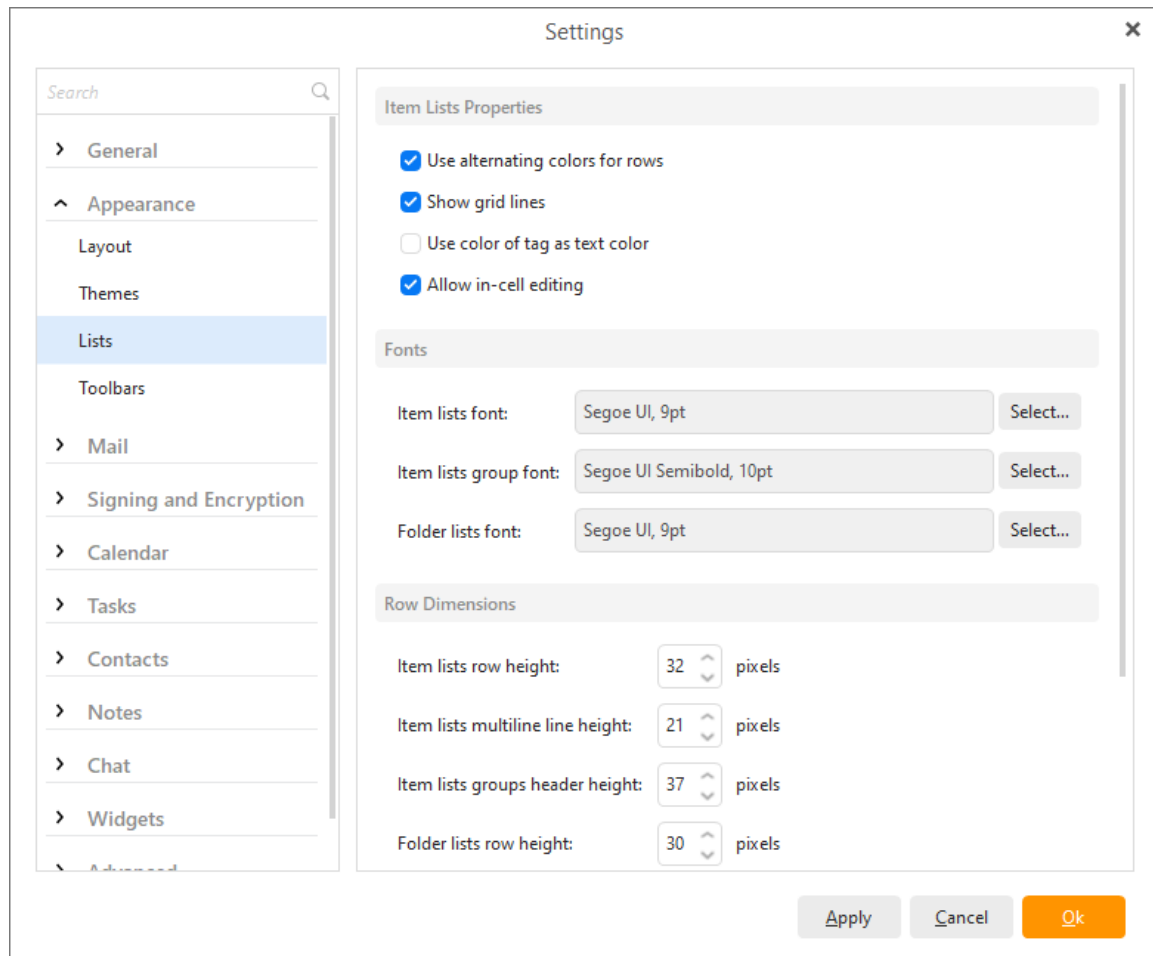 Settings
Search
General
Appearance
Layout
Themes
Lists
Toolbars
Mail
Signing and Encryption
Calendar
Tasks
Contacts
Notes
Chat
Widgets
Advanced
Item Lists Properties
Use alternating colors for rows
Show grid lines
Use color of tag as text color
Allow in-cell editing
Fonts
Item lists font: Segoe UI, 9pt Select...
Item lists group font: Segoe UI Semibold, 10pt Select...
Folder lists font: Segoe UI, 9pt Select...
Row Dimensions
Item lists row height: 32 pixels
Item lists multiline line height: 21 pixels
Item lists groups header height: 37 pixels
Folder lists row height: 30 pixels
Apply Cancel Ok